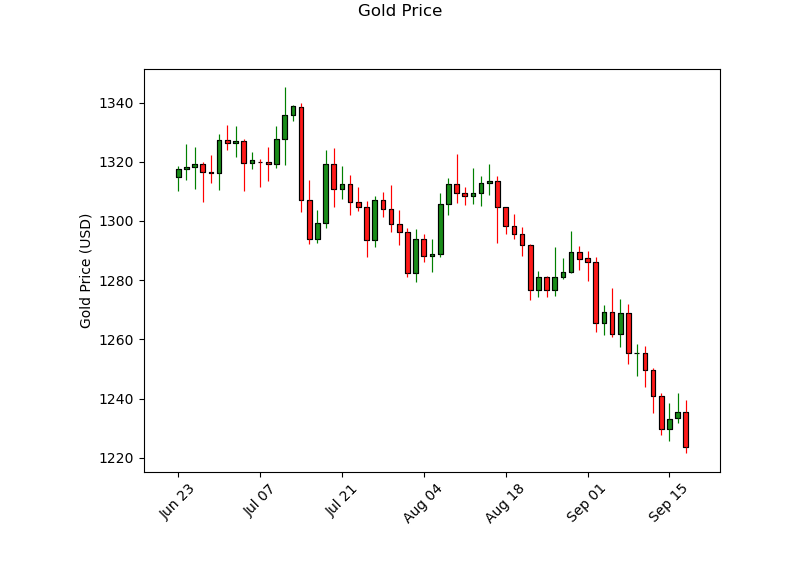 Gold Price
Gold Price (USD)
1340
1320
1300
1280
1260
1240
1220
Jun 23
Jul 07
Jul 21
Aug 04
Aug 18
Sep 01
Sep 15